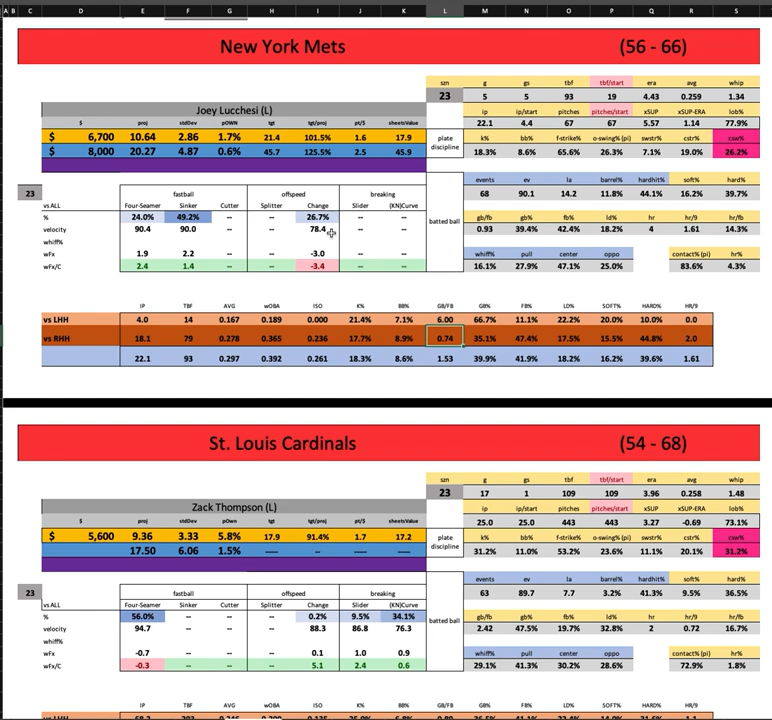 A B C D E F G H I J K L M N O P Q R S
New York Mets (56 - 66)
szn g gs tbf tbf/start era avg whip
23 5 5 93 19 4.43 0.259 1.34
Joey Lucchesi (L) ip ip/start pitches pitches/start xSUP xSUP-ERA lob%
$ proj stdDev pOWN tgt tgt/proj pt/$ sheetsValue 22.1 4.4 67 67 5.57 1.14 77.9%
$ 6,700 10.64 2.86 1.7% 21.4 101.5% 1.6 17.9 plate discipline k% bb% f-strike% o-swing% (pi) swstr% cstr% csw%
$ 8,000 20.27 4.87 0.6% 45.7 125.5% 2.5 45.9 18.3% 8.6% 65.6% 26.3% 7.1% 19.0% 26.2%
events ev la barrel% hardhit% soft% hard%
23 fastball offspeed breaking batted ball 68 90.1 14.2 11.8% 44.1% 16.2% 39.7%
vs ALL Four-Seamer Sinker Cutter Splitter Change Slider (KN)Curve
% 24.0% 49.2% -- -- 26.7% -- -- gb/fb gb% fb% ld% hr hr/9 hr/fb
velocity 90.4 90.0 -- -- 78.4 -- -- 0.93 39.4% 42.4% 18.2% 4 1.61 14.3%
whiff%
wFx 1.9 2.2 -- -- -3.0 -- -- whiff% pull center oppo contact% (pi) hr%
wFx/C 2.4 1.4 -- -- -3.4 -- -- 16.1% 27.9% 47.1% 25.0% 83.6% 4.3%
IP TBF AVG wOBA ISO K% BB% GB/FB GB% FB% LD% SOFT% HARD% HR/9
vs LHH 4.0 14 0.167 0.189 0.000 21.4% 7.1% 6.00 66.7% 11.1% 22.2% 20.0% 10.0% 0.0
vs RHH 18.1 79 0.278 0.365 0.236 17.7% 8.9% 0.74 35.1% 47.4% 17.5% 15.5% 44.8% 2.0
22.1 93 0.297 0.392 0.261 18.3% 8.6% 1.53 39.9% 41.9% 18.2% 16.2% 39.6% 1.61
St. Louis Cardinals (54 - 68)
szn g gs tbf tbf/start era avg whip
23 17 1 109 109 3.96 0.258 1.48
Zack Thompson (L) ip ip/start pitches pitches/start xSUP xSUP-ERA lob%
$ proj stdDev pOwn tgt tgt/proj pt/$ sheetsValue 25.0 25.0 443 443 3.27 -0.69 73.1%
$ 5,600 9.36 3.33 5.8% 17.9 91.4% 1.7 17.2 plate discipline k% bb% f-strike% o-swing% (pi) swstr% cstr% csw%
17.50 6.06 1.5% ---- ---- -- ---- 31.2% 11.0% 53.2% 23.6% 11.1% 20.1% 31.2%
events ev la barrel% hardhit% soft% hard%
23 fastball offspeed breaking batted ball 63 89.7 7.7 3.2% 41.3% 9.5% 36.5%
vs ALL Four-Seamer Sinker Cutter Splitter Change Slider (KN)Curve
% 56.0% -- -- -- 0.2% 9.5% 34.1% gb/fb gb% fb% ld% hr hr/9 hr/fb
velocity 94.7 -- -- -- 88.3 86.8 76.3 2.42 47.5% 19.7% 32.8% 2 0.72 16.7%
whiff%
wFx -0.7 -- -- -- 0.1 1.0 0.9 whiff% pull center oppo contact% (pi) hr%
wFx/C -0.3 -- -- -- 5.1 2.4 0.6 29.1% 41.3% 30.2% 28.6% 72.9% 1.8%
IP TBF AVG wOBA ISO K% BB% GB/FB GB% FB% LD% SOFT% HARD% HR/9
vs LHH